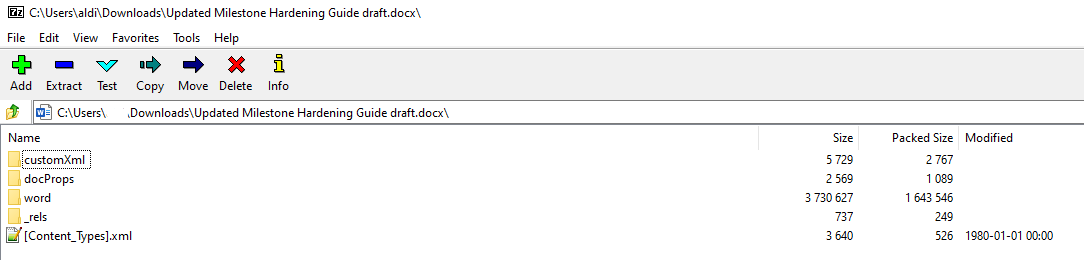 7z C:\Users\aldi\Downloads\Updated Milestone Hardening Guide draft.docx\
File Edit View Favorites Tools Help
Add Extract Test Copy Move Delete Info
C:\Users\ \Downloads\Updated Milestone Hardening Guide draft.docx\
Name Size Packed Size Modified
customXml 5 729 2 767
docProps 2 569 1 089
word 3 730 627 1 643 546
_rels 737 249
[Content_Types].xml 3 640 526 1980-01-01 00:00